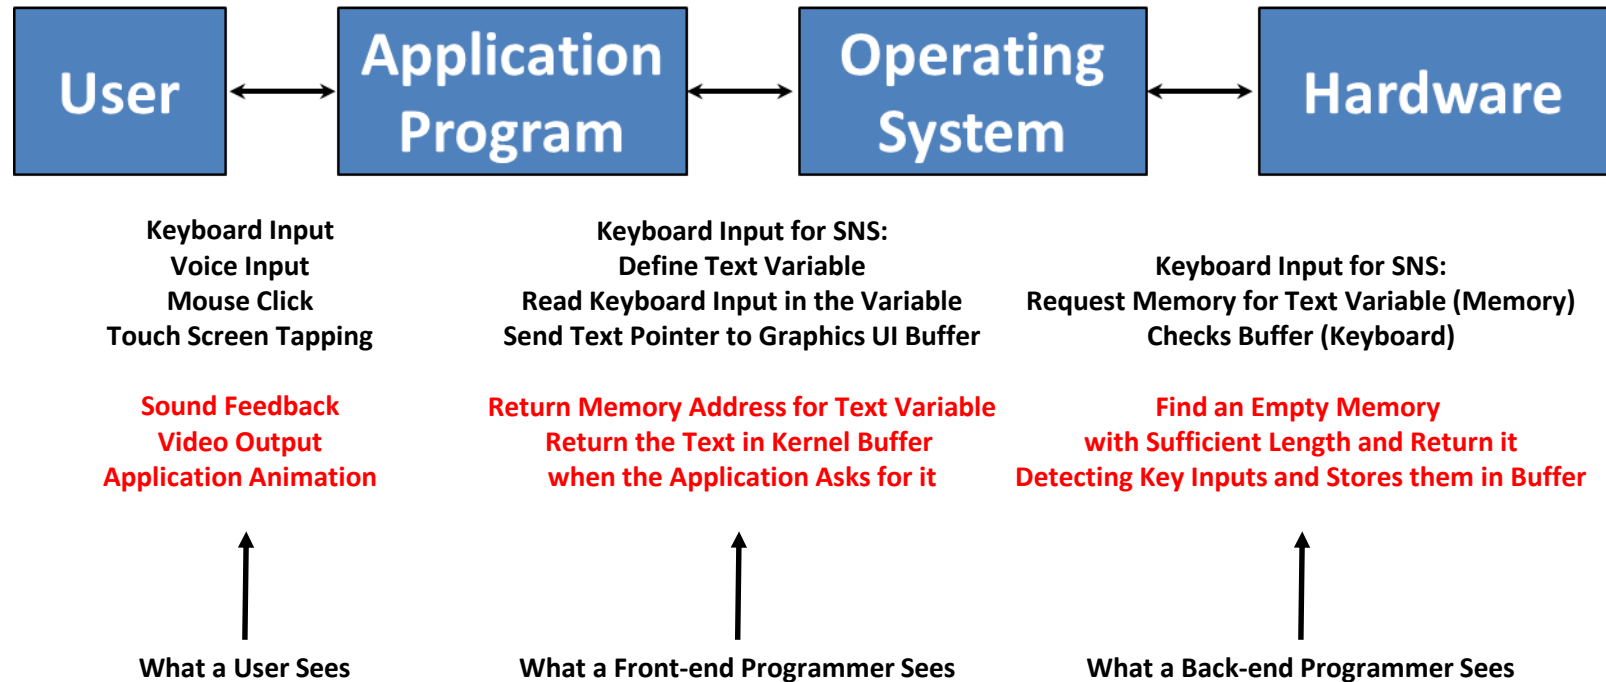 User
Application
Program
Operating
System
Hardware
Keyboard Input
Voice Input
Mouse Click
Touch Screen Tapping
Sound Feedback
Video Output
Application Animation
What a User Sees
Keyboard Input for SNS:
Define Text Variable
Read Keyboard Input in the Variable
Send Text Pointer to Graphics UI Buffer
Return Memory Address for Text Variable
Return the Text in Kernel Buffer
when the Application Asks for it
What a Front-end Programmer Sees
Keyboard Input for SNS:
Request Memory for Text Variable (Memory)
Checks Buffer (Keyboard)
Find an Empty Memory
with Sufficient Length and Return it
Detecting Key Inputs and Stores them in Buffer
What a Back-end Programmer Sees